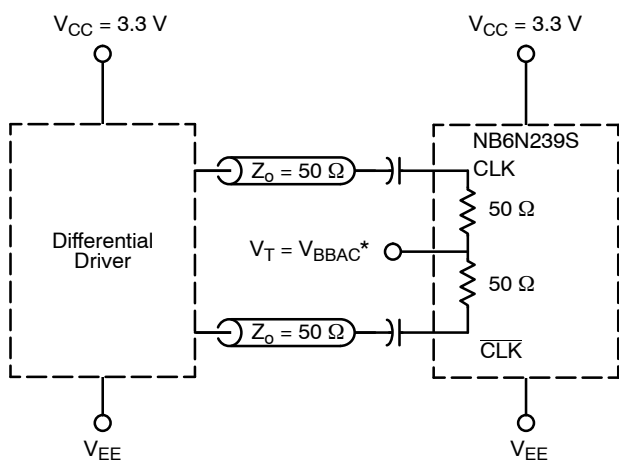 V_CC = 3.3 V
V_CC = 3.3 V
NB6N239S
Z_o = 50 Ω
CLK
50 Ω
Differential
Driver
V_T = V_BBAC*
50 Ω
Z_o = 50 Ω
C̅L̅K̅
V_EE
V_EE